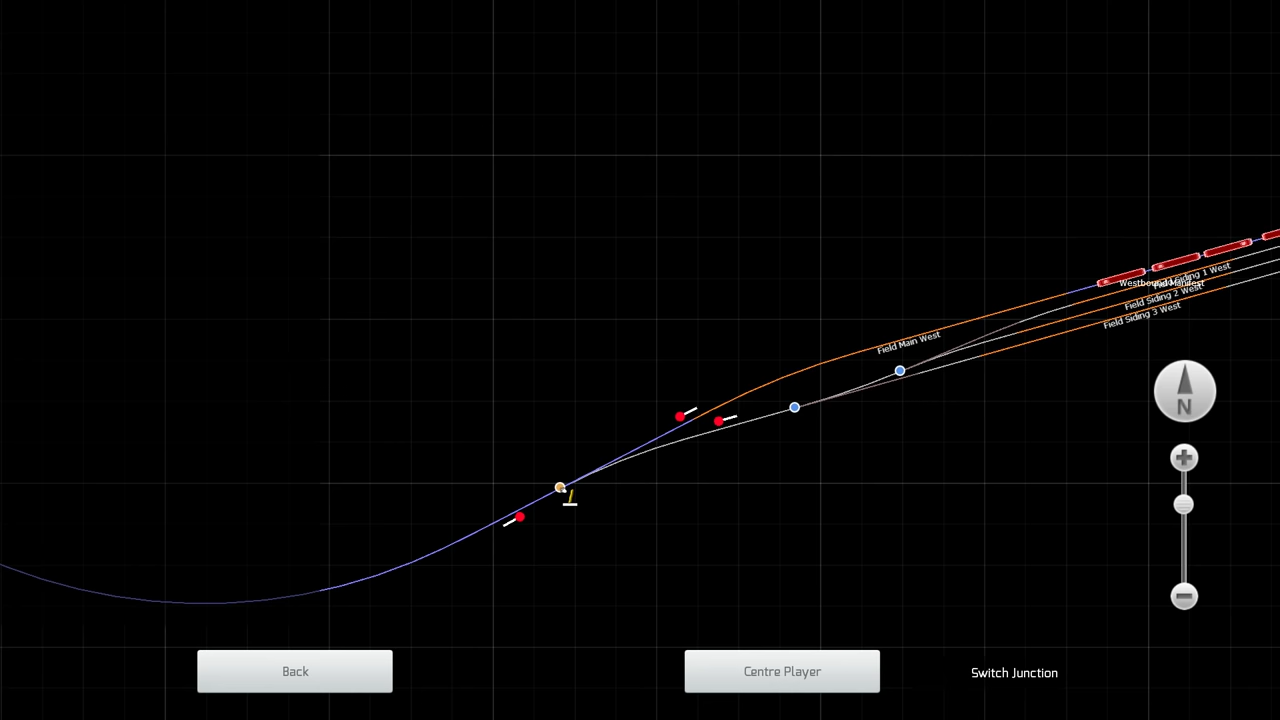 Field Siding 1 West
Westbound Manifest
Field Siding 2 West
Field Siding 3 West
Field Main West
N
Back
Centre Player
Switch Junction